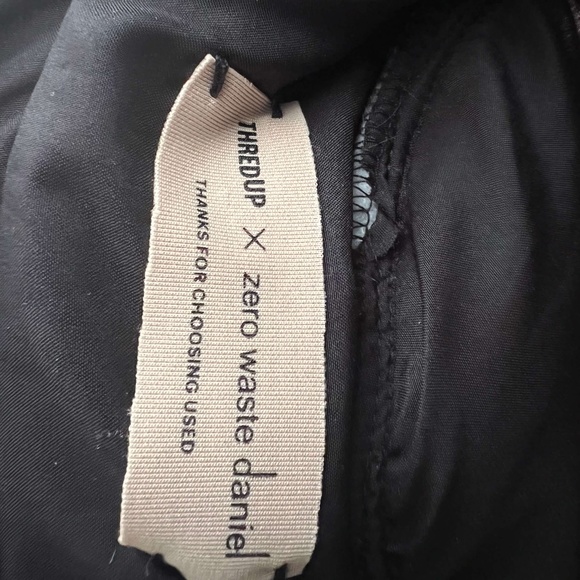 THREDUP × zero waste daniel
THANKS FOR CHOOSING USED